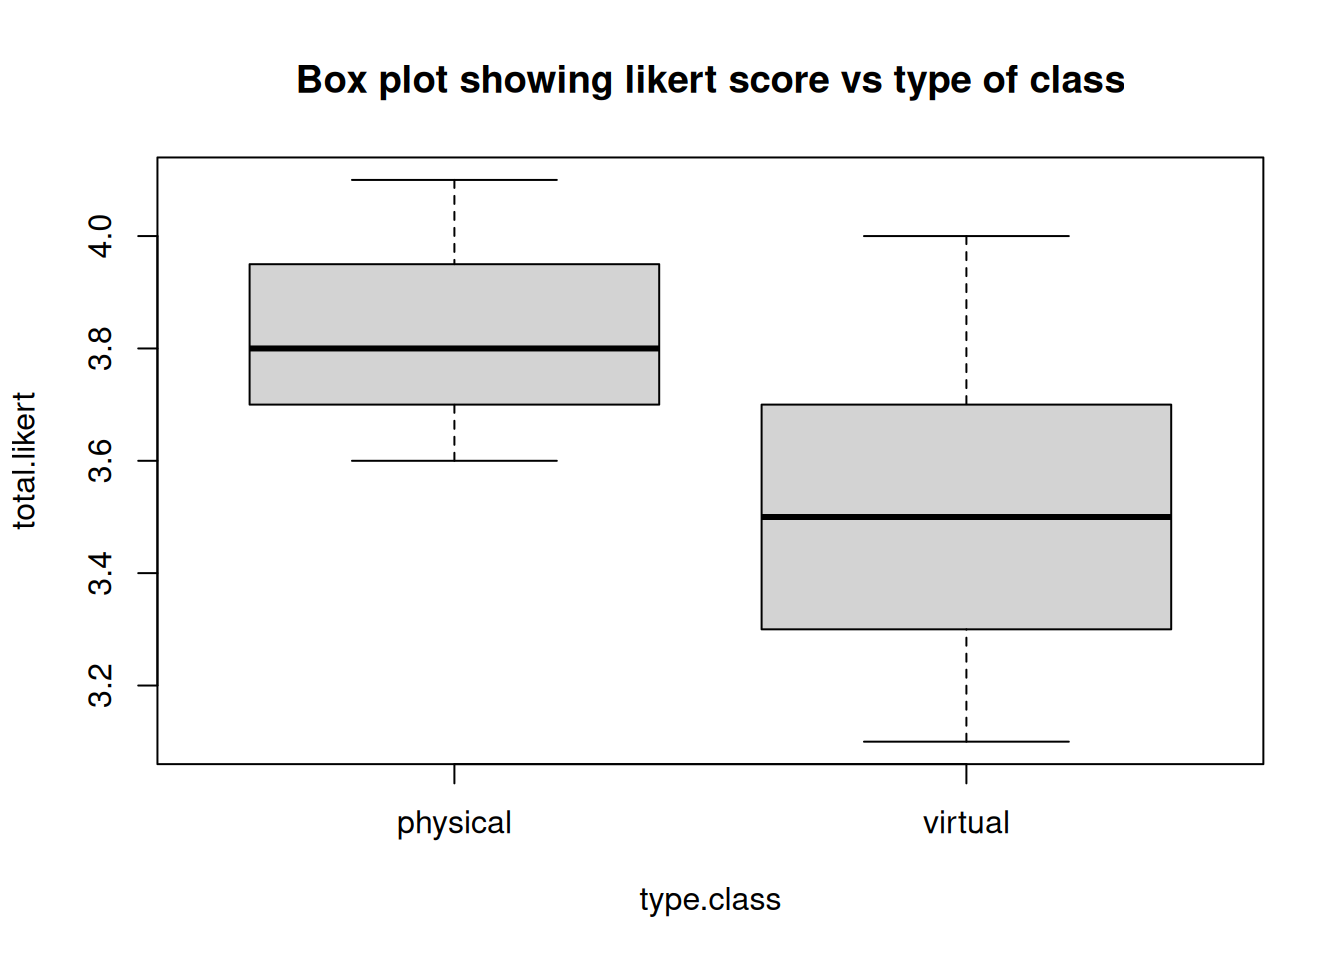 Box plot showing likert score vs type of class
4.0
3.8
3.6
3.4
3.2
total.likert
physical
virtual
type.class